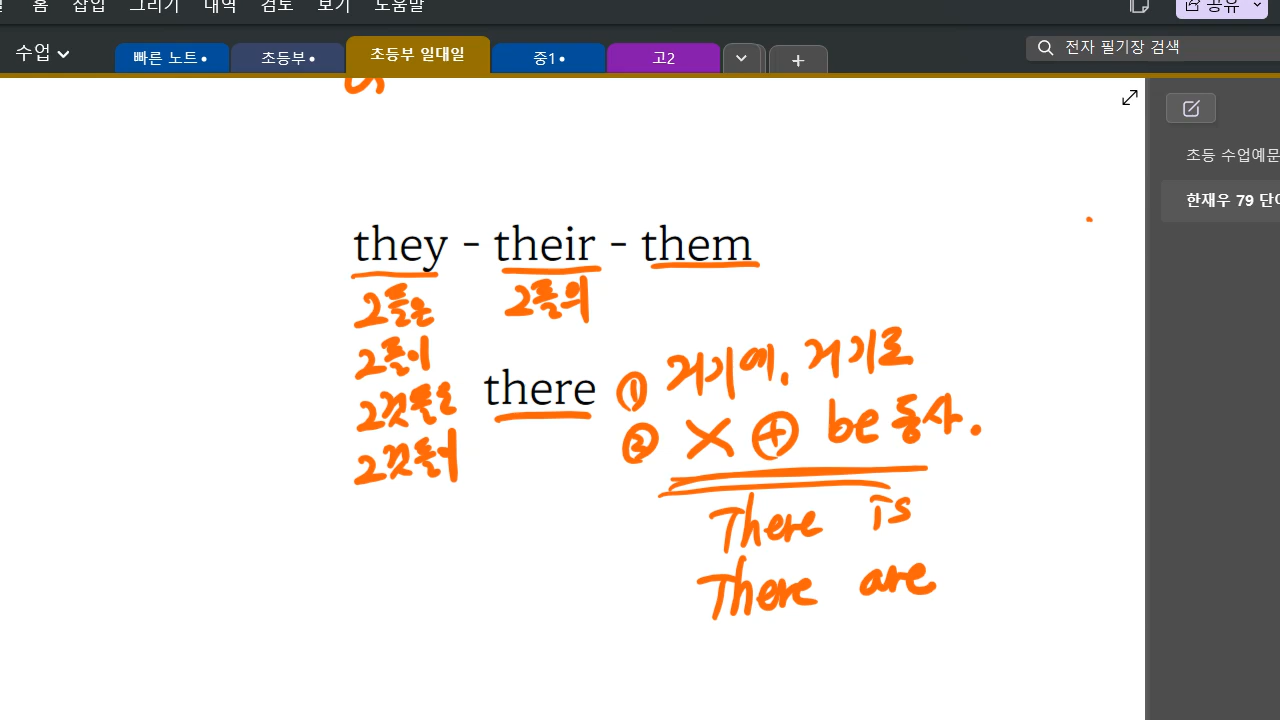 홈 삽입 그리기 내역 검토 보기 도움말
공유
수업
빠른 노트
초등부
초등부 일대일
중1
고2
전자 필기장 검색
초등 수업예문
한재우 79 단어
they - their - them
그들은
그들의
그들이
그것들은
그것들이
there ① 거기에, 거기로
② X ⊕ be동사.
There is
There are